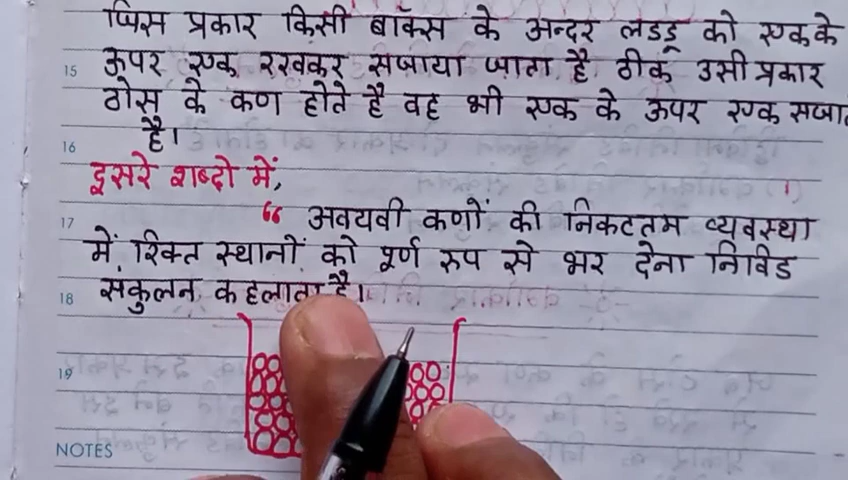 जिस प्रकार किसी बॉक्स के अन्दर लडडू को एक के
15 ऊपर एक रखकर सजाया जाता है ठीक उसी प्रकार
ठोस के कण होते है वह भी एक के ऊपर एक सजात
16 है।
दुसरे शब्दो में,
17 “ अवयवी कणों की निकटतम व्यवस्था
में रिक्त स्थानों को पूर्ण रुप से भर देना निविड
18 संकुलन कहलाता है।
19
NOTES